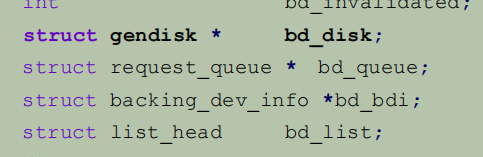 int bd_invalidated;
struct gendisk * bd_disk;
struct request_queue * bd_queue;
struct backing_dev_info *bd_bdi;
struct list_head bd_list;